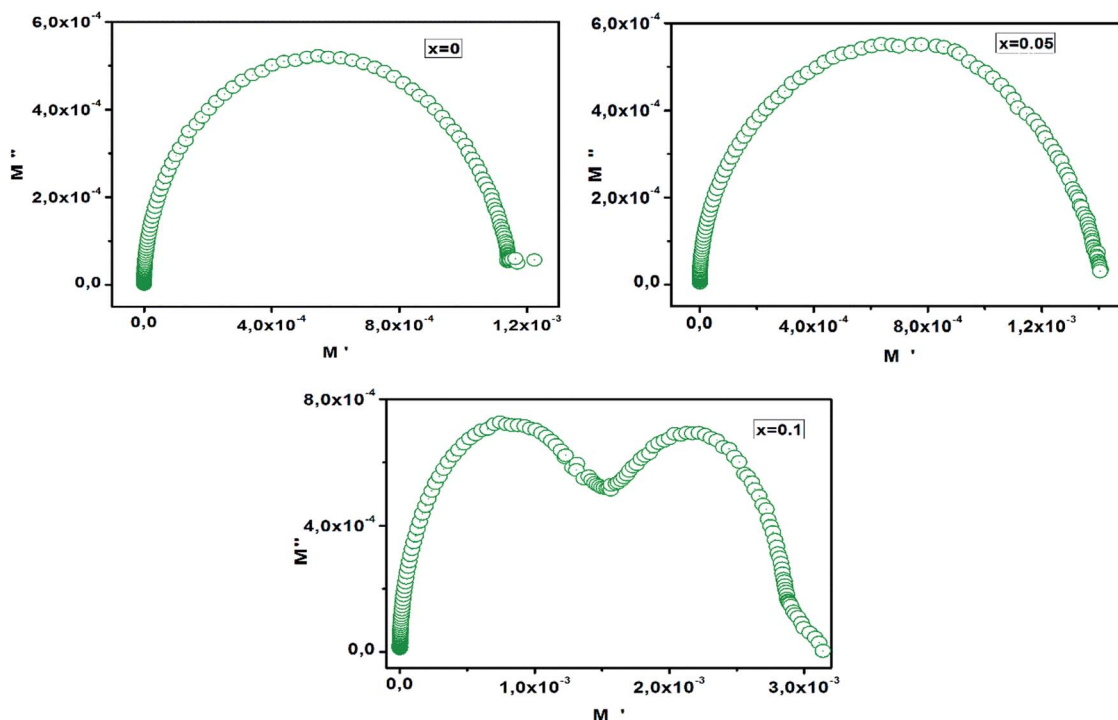 6,0x10⁻⁴
x=0
4,0x10⁻⁴
M "
2,0x10⁻⁴
0,0
0,0
4,0x10⁻⁴
8,0x10⁻⁴
1,2x10⁻³
M '
6,0x10⁻⁴
x=0.05
4,0x10⁻⁴
M "
2,0x10⁻⁴
0,0
0,0
4,0x10⁻⁴
8,0x10⁻⁴
1,2x10⁻³
M '
8,0x10⁻⁴
x=0.1
4,0x10⁻⁴
M"
0,0
0,0
1,0x10⁻³
2,0x10⁻³
3,0x10⁻³
M '